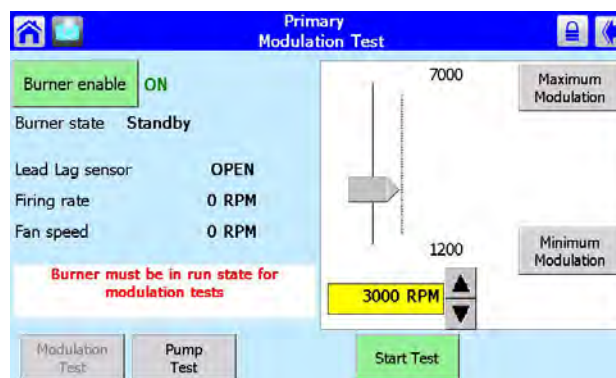 Primary
Modulation Test
Burner enable ON
Burner state Standby
Lead Lag sensor OPEN
Firing rate 0 RPM
Fan speed 0 RPM
Burner must be in run state for
modulation tests
7000
1200
3000 RPM
Maximum
Modulation
Minimum
Modulation
Modulation
Test
Pump
Test
Start Test